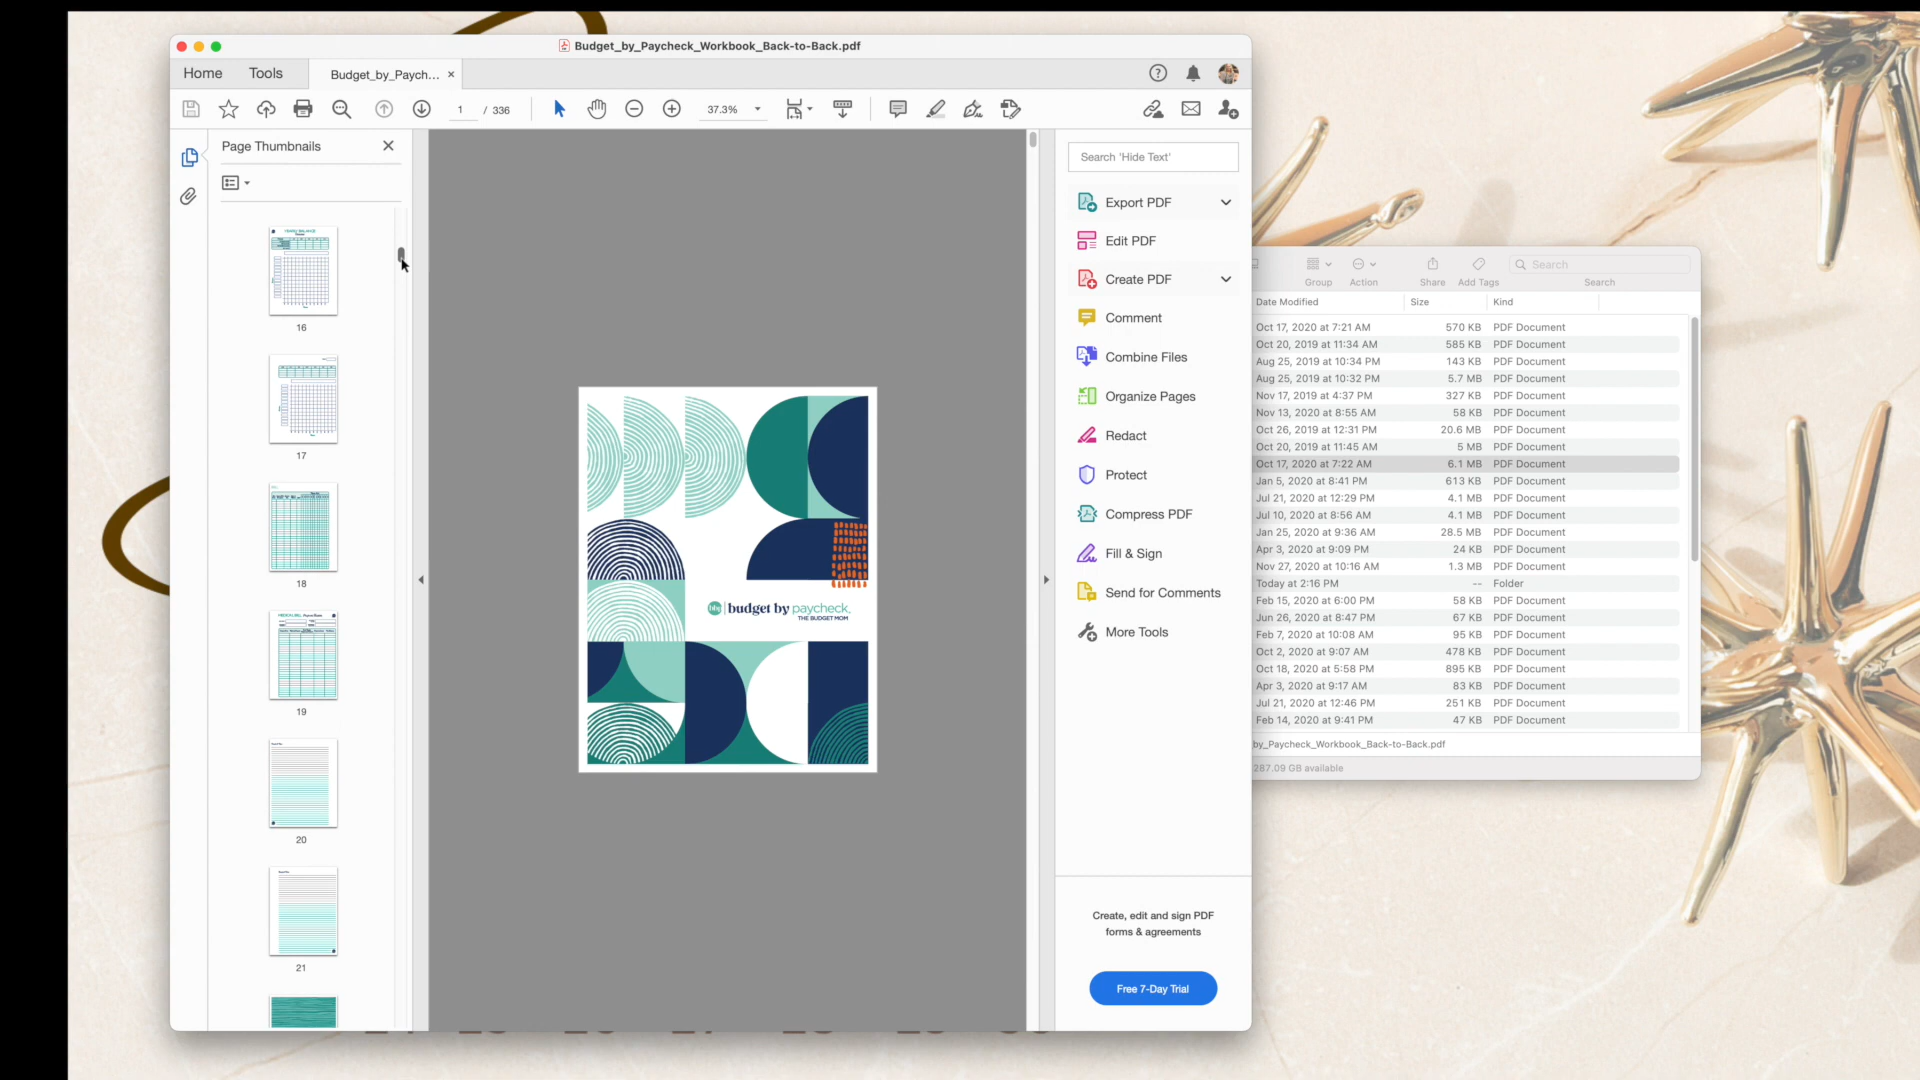 Budget_by_Paycheck_Workbook_Back-to-Back.pdf
Home Tools Budget_by_Paych... ×
1 / 336 37.3%
Page Thumbnails
16
17
18
19
20
21
budget by paycheck.
THE BUDGET MOM
Search 'Hide Text'
Export PDF
Edit PDF
Create PDF
Comment
Combine Files
Organize Pages
Redact
Protect
Compress PDF
Fill & Sign
Send for Comments
More Tools
Create, edit and sign PDF
forms & agreements
Free 7-Day Trial
Search
Group Action Share Add Tags Search
Date Modified Size Kind
Oct 17, 2020 at 7:21 AM 570 KB PDF Document
Oct 20, 2019 at 11:34 AM 585 KB PDF Document
Aug 25, 2019 at 10:34 PM 143 KB PDF Document
Aug 25, 2019 at 10:32 PM 5.7 MB PDF Document
Nov 17, 2019 at 4:37 PM 327 KB PDF Document
Nov 13, 2020 at 8:55 AM 58 KB PDF Document
Oct 26, 2019 at 12:31 PM 20.6 MB PDF Document
Oct 20, 2019 at 11:45 AM 5 MB PDF Document
Oct 17, 2020 at 7:22 AM 6.1 MB PDF Document
Jan 5, 2020 at 8:41 PM 613 KB PDF Document
Jul 21, 2020 at 12:29 PM 4.1 MB PDF Document
Jul 10, 2020 at 8:56 AM 4.1 MB PDF Document
Jan 25, 2020 at 9:36 AM 28.5 MB PDF Document
Apr 3, 2020 at 9:09 PM 24 KB PDF Document
Nov 27, 2020 at 10:16 AM 1.3 MB PDF Document
Today at 2:16 PM -- Folder
Feb 15, 2020 at 6:00 PM 58 KB PDF Document
Jun 26, 2020 at 8:47 PM 67 KB PDF Document
Feb 7, 2020 at 10:08 AM 95 KB PDF Document
Oct 2, 2020 at 9:07 AM 478 KB PDF Document
Oct 18, 2020 at 5:58 PM 895 KB PDF Document
Apr 3, 2020 at 9:17 AM 83 KB PDF Document
Jul 21, 2020 at 12:46 PM 251 KB PDF Document
Feb 14, 2020 at 9:41 PM 47 KB PDF Document
by_Paycheck_Workbook_Back-to-Back.pdf
287.09 GB available